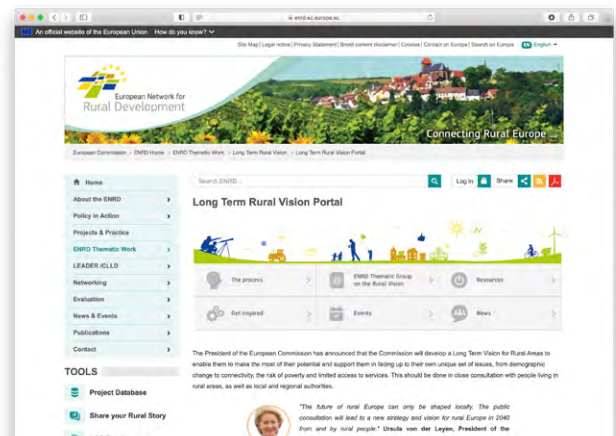 enrd.ec.europa.eu
An official website of the European Union How do you know?
Site Map | Legal notice | Privacy Statement | Brexit content disclaimer | Cookies | Contact on Europa | Search on Europa EN English
European Network for
Rural Development
Connecting Rural Europe ...
European Commission > ENRD Home > ENRD Thematic Work > Long Term Rural Vision > Long Term Rural Vision Portal
Home
About the ENRD
Policy in Action
Projects & Practice
ENRD Thematic Work
LEADER /CLLD
Networking
Evaluation
News & Events
Publications
Contact
TOOLS
Project Database
Share your Rural Story
Search ENRD...
Log in Share
Long Term Rural Vision Portal
The process
ENRD Thematic Group
on the Rural Vision
Resources
Get inspired
Events
News
The President of the European Commission has announced that the Commission will develop a Long Term Vision for Rural Areas to
enable them to make the most of their potential and support them in facing up to their own unique set of issues, from demographic
change to connectivity, the risk of poverty and limited access to services. This should be done in close consultation with people living in
rural areas, as well as local and regional authorities.
"The future of rural Europe can only be shaped locally. The public
consultation will lead to a new strategy and vision for rural Europe in 2040
from and by rural people." Ursula von der Leyen, President of the